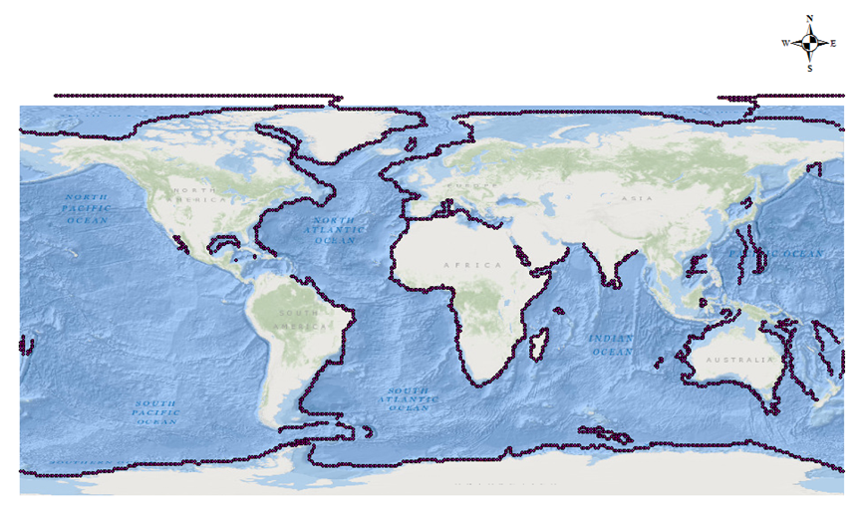 N
W E
S
NORTH
AMERICA
EUROPE
ASIA
NORTH
PACIFIC
OCEAN
NORTH
ATLANTIC
OCEAN
OCEAN
AFRICA
SOUTH
AMERICA
INDIAN
OCEAN
AUSTRALIA
SOUTH
PACIFIC
OCEAN
SOUTH
ATLANTIC
OCEAN
SOUTHERN